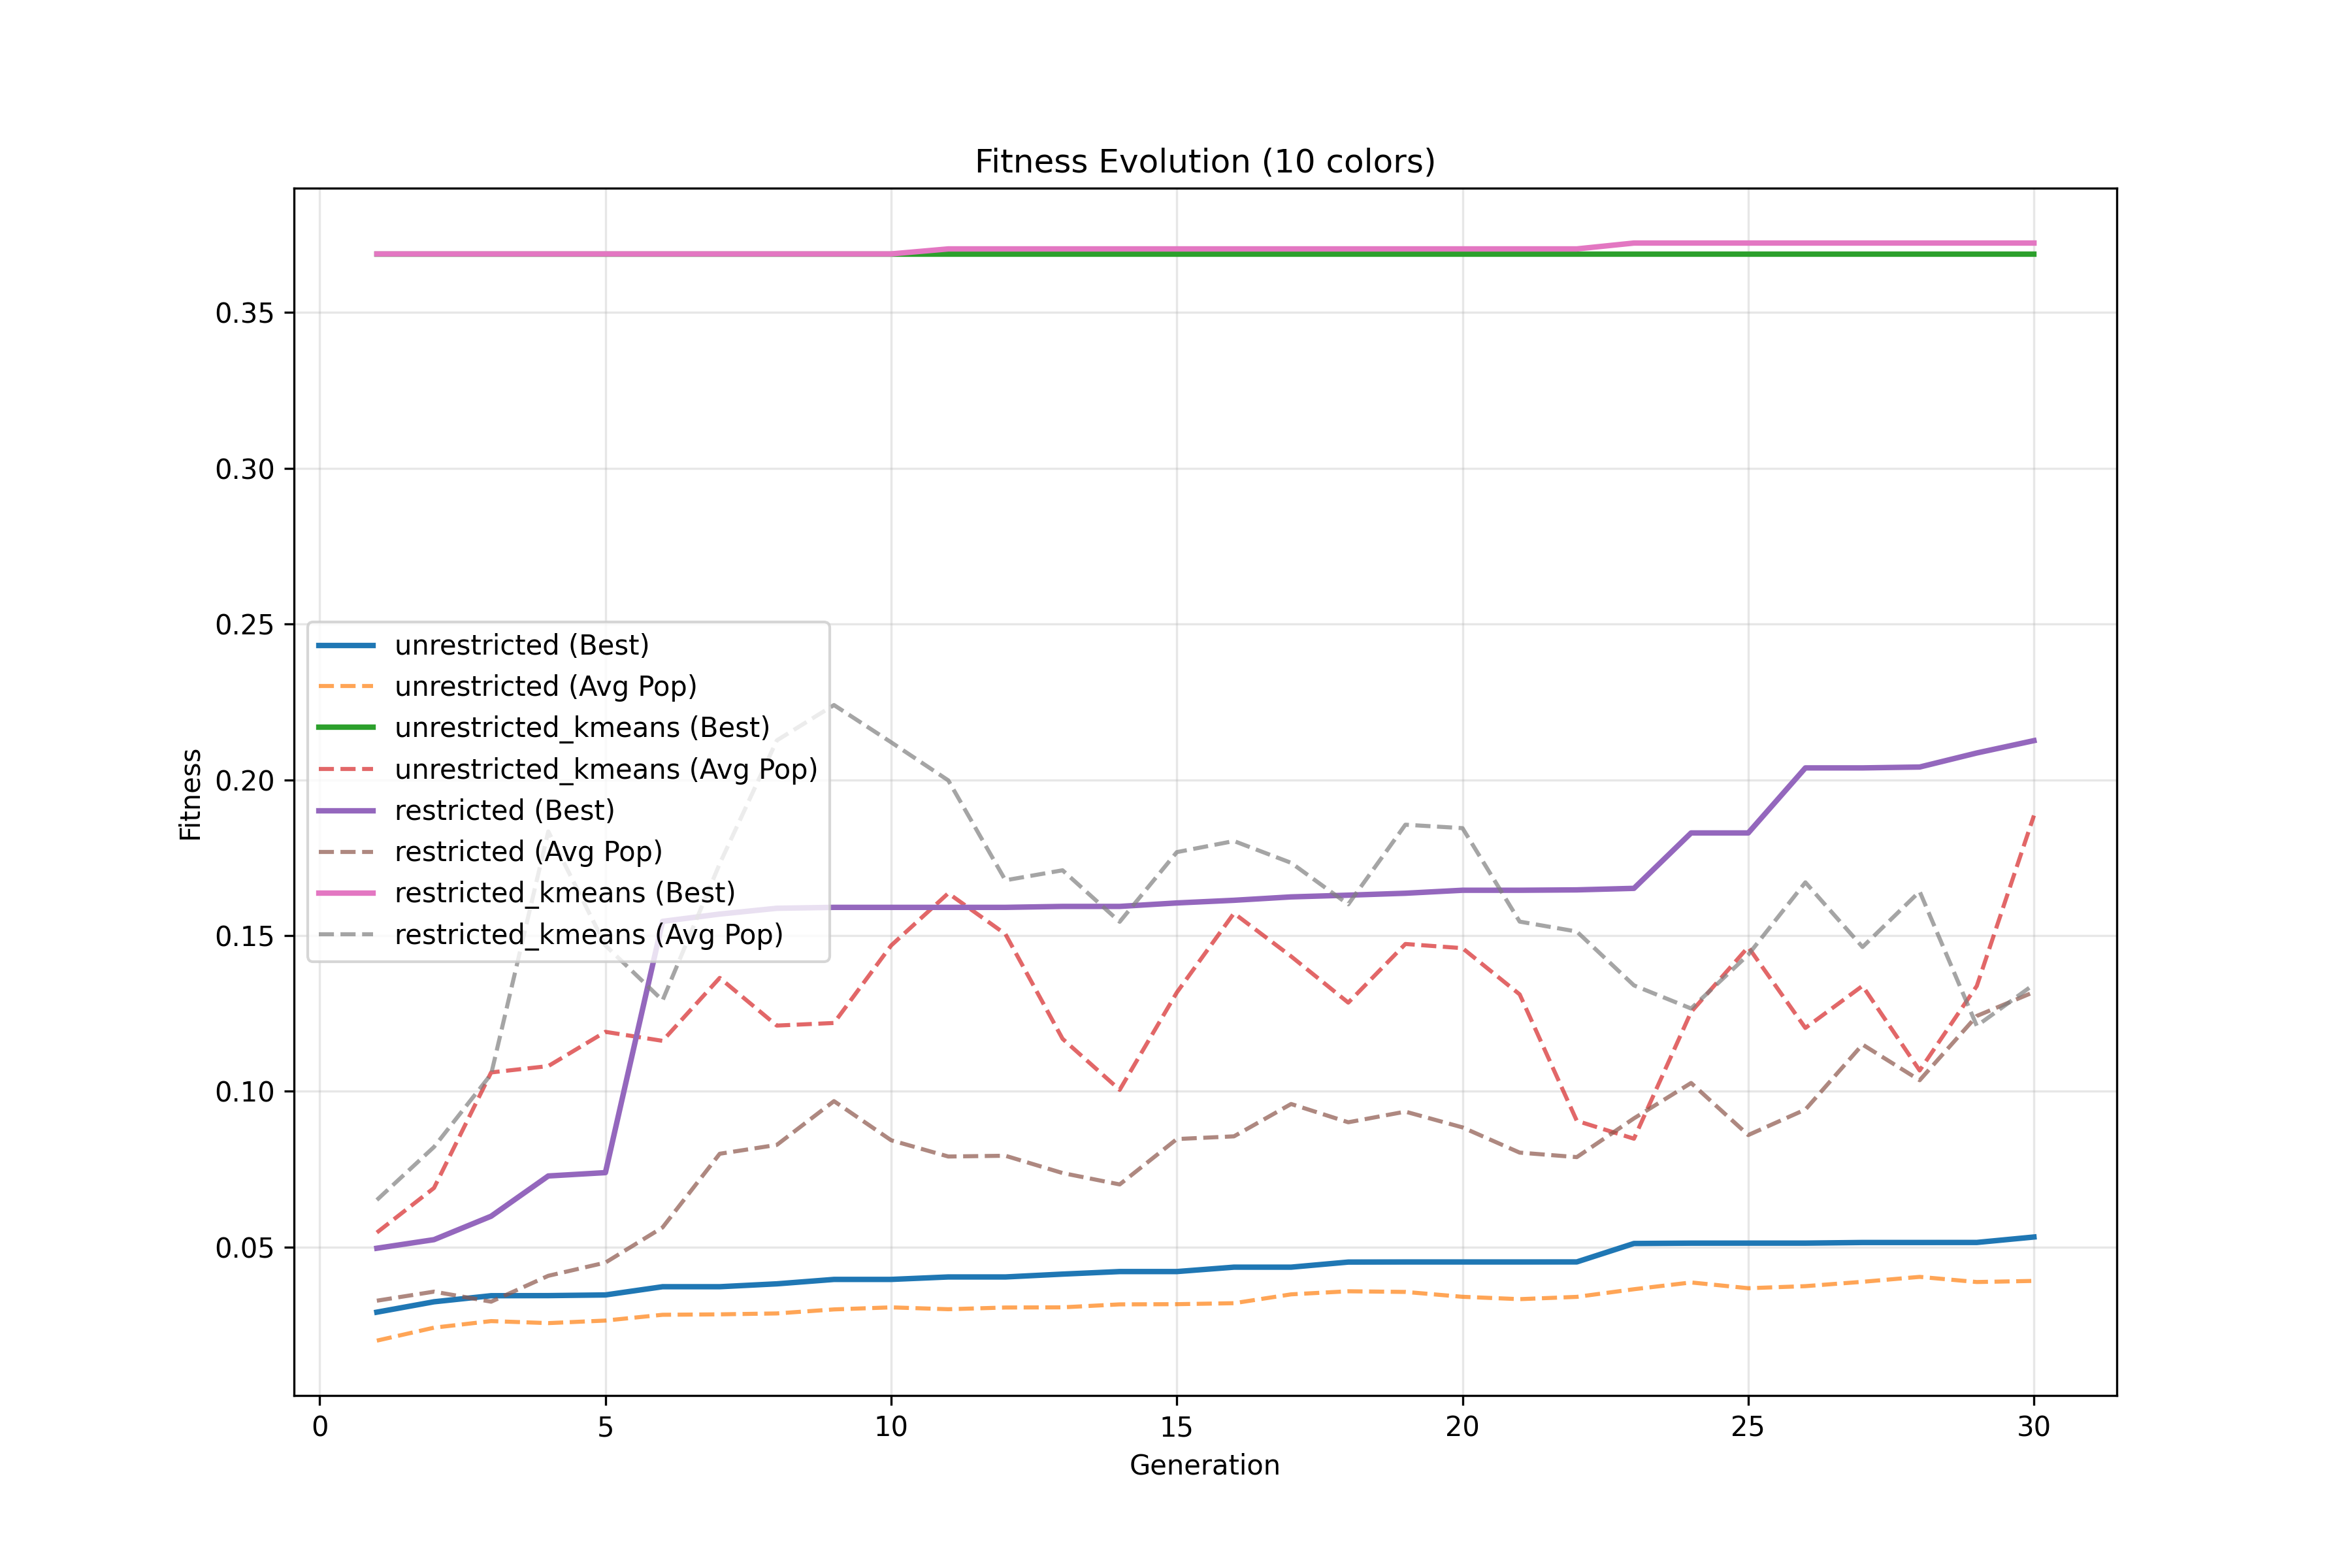 Fitness Evolution (10 colors)
Fitness
0.35
0.30
0.25
0.20
0.15
0.10
0.05
unrestricted (Best)
unrestricted (Avg Pop)
unrestricted_kmeans (Best)
unrestricted_kmeans (Avg Pop)
restricted (Best)
restricted (Avg Pop)
restricted_kmeans (Best)
restricted_kmeans (Avg Pop)
0 5 10 15 20 25 30
Generation